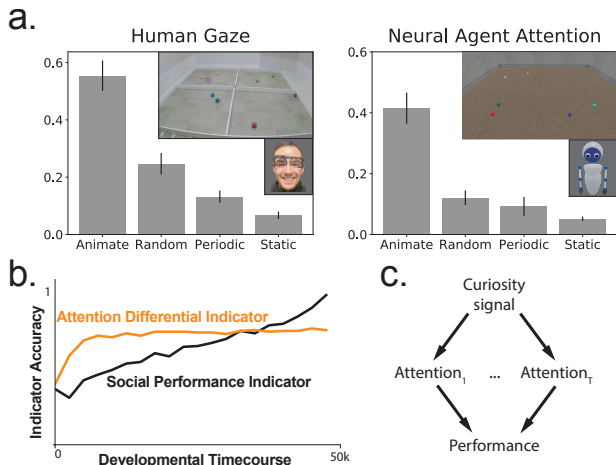 a.
Human Gaze
0.6
0.4
0.2
0.0
Animate Random Periodic Static
Neural Agent Attention
0.6
0.4
0.2
0.0
Animate Random Periodic Static
b.
Indicator Accuracy
1
Attention Differential Indicator
Social Performance Indicator
0
50k
Developmental Timecourse
c.
Curiosity
signal
Attention1 ... AttentionT
Performance